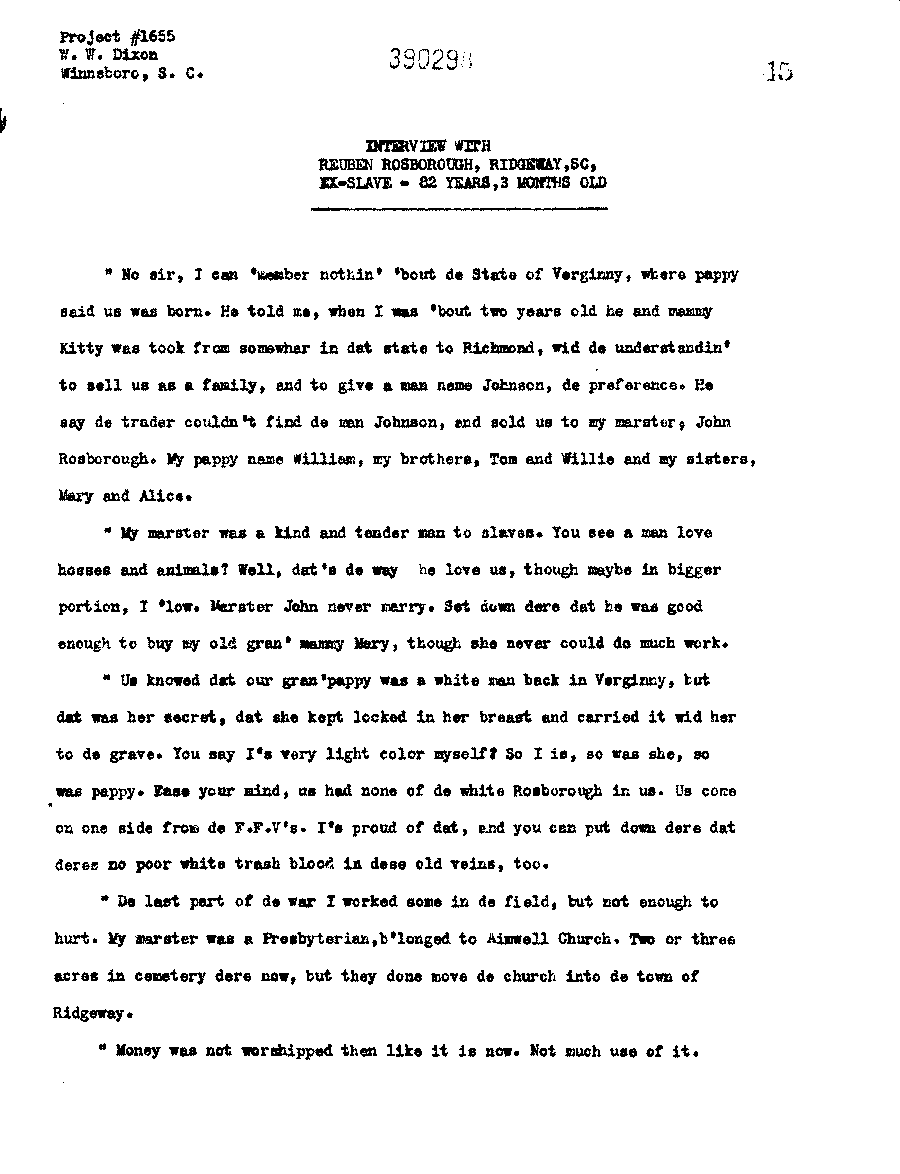 Project #1655
W. W. Dixon
Winnsboro, S. C.
390298
15
INTERVIEW WITH
REUBEN ROSBOROUGH, RIDGEWAY,SC,
EX-SLAVE - 82 YEARS,3 MONTHS OLD
" No sir, I can 'member nothin' 'bout de State of Verginny, where pappy
said us was born. He told me, when I was 'bout two years old he and mammy
Kitty was took from somewhar in dat state to Richmond, wid de understandin'
to sell us as a family, and to give a man name Johnson, de preference. He
say de trader couldn't find de man Johnson, and sold us to my marster, John
Rosborough. My pappy name William, my brothers, Tom and Willie and my sisters,
Mary and Alice.
" My marster was a kind and tender man to slaves. You see a man love
hosses and animals? Well, dat's de way he love us, though maybe in bigger
portion, I 'low. Marster John never marry. Set down dere dat he was good
enough to buy my old gran' mammy Mary, though she never could do much work.
" Us knowed dat our gran'pappy was a white man back in Verginny, but
dat was her secret, dat she kept locked in her breast and carried it wid her
to de grave. You say I's very light color myself? So I is, so was she, so
was pappy. Ease your mind, us had none of de white Rosborough in us. Us come
on one side from de F.F.V's. I's proud of dat, and you can put down dere dat
deres no poor white trash blood in dese old veins, too.
" De last part of de war I worked some in de field, but not enough to
hurt. My marster was a Presbyterian,b'longed to Aimwell Church. Two or three
acres in cemetery dere now, but they done move de church into de town of
Ridgeway.
" Money was not worshipped then like it is now. Not much use of it.